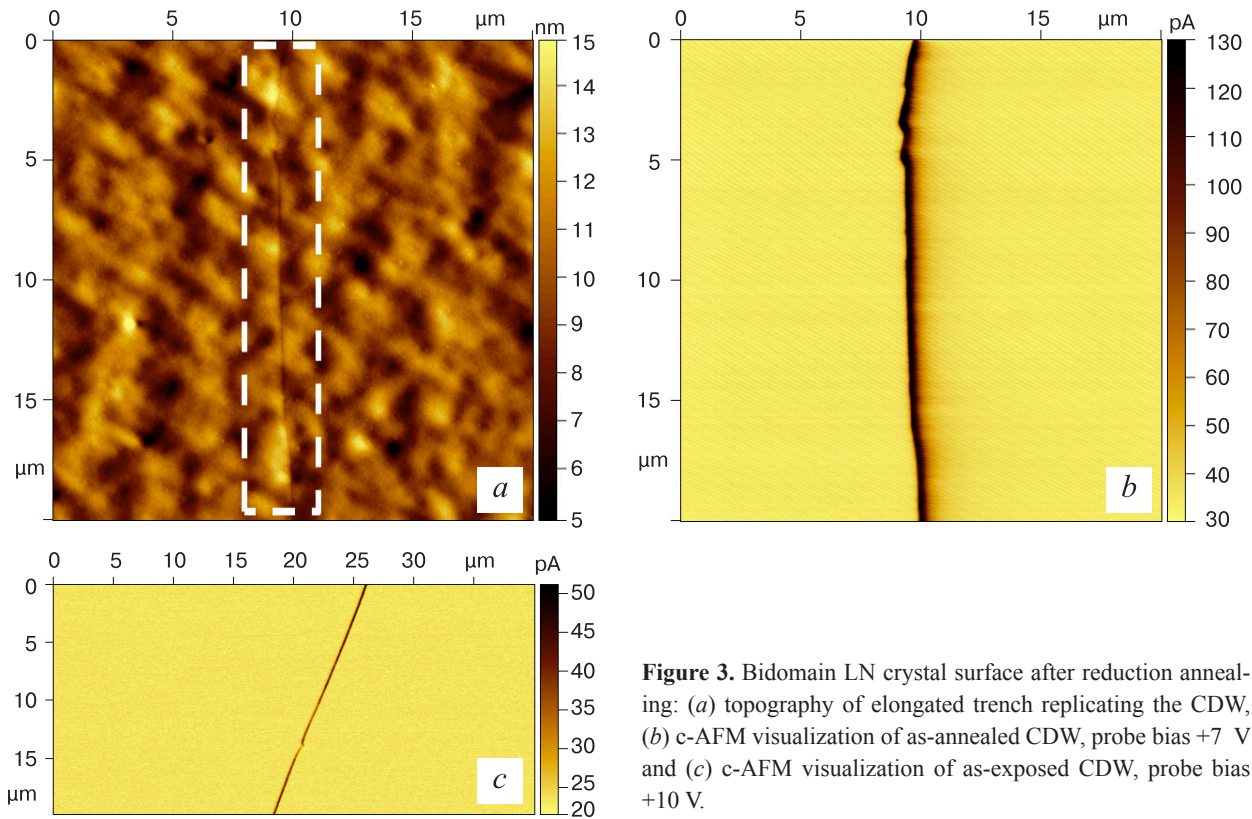 0 5 10 15 µm
nm
0
5
10
15
µm
15
14
13
12
11
10
9
8
7
6
5
a
0 5 10 15 µm
pA
0
5
10
15
µm
130
120
110
100
90
80
70
60
50
40
30
b
0 5 10 15 20 25 30 µm
pA
0
5
10
15
µm
50
45
40
35
30
25
20
c
Figure 3. Bidomain LN crystal surface after reduction anneal-
ing: (a) topography of elongated trench replicating the CDW,
(b) c-AFM visualization of as-annealed CDW, probe bias +7 V
and (c) c-AFM visualization of as-exposed CDW, probe bias
+10 V.